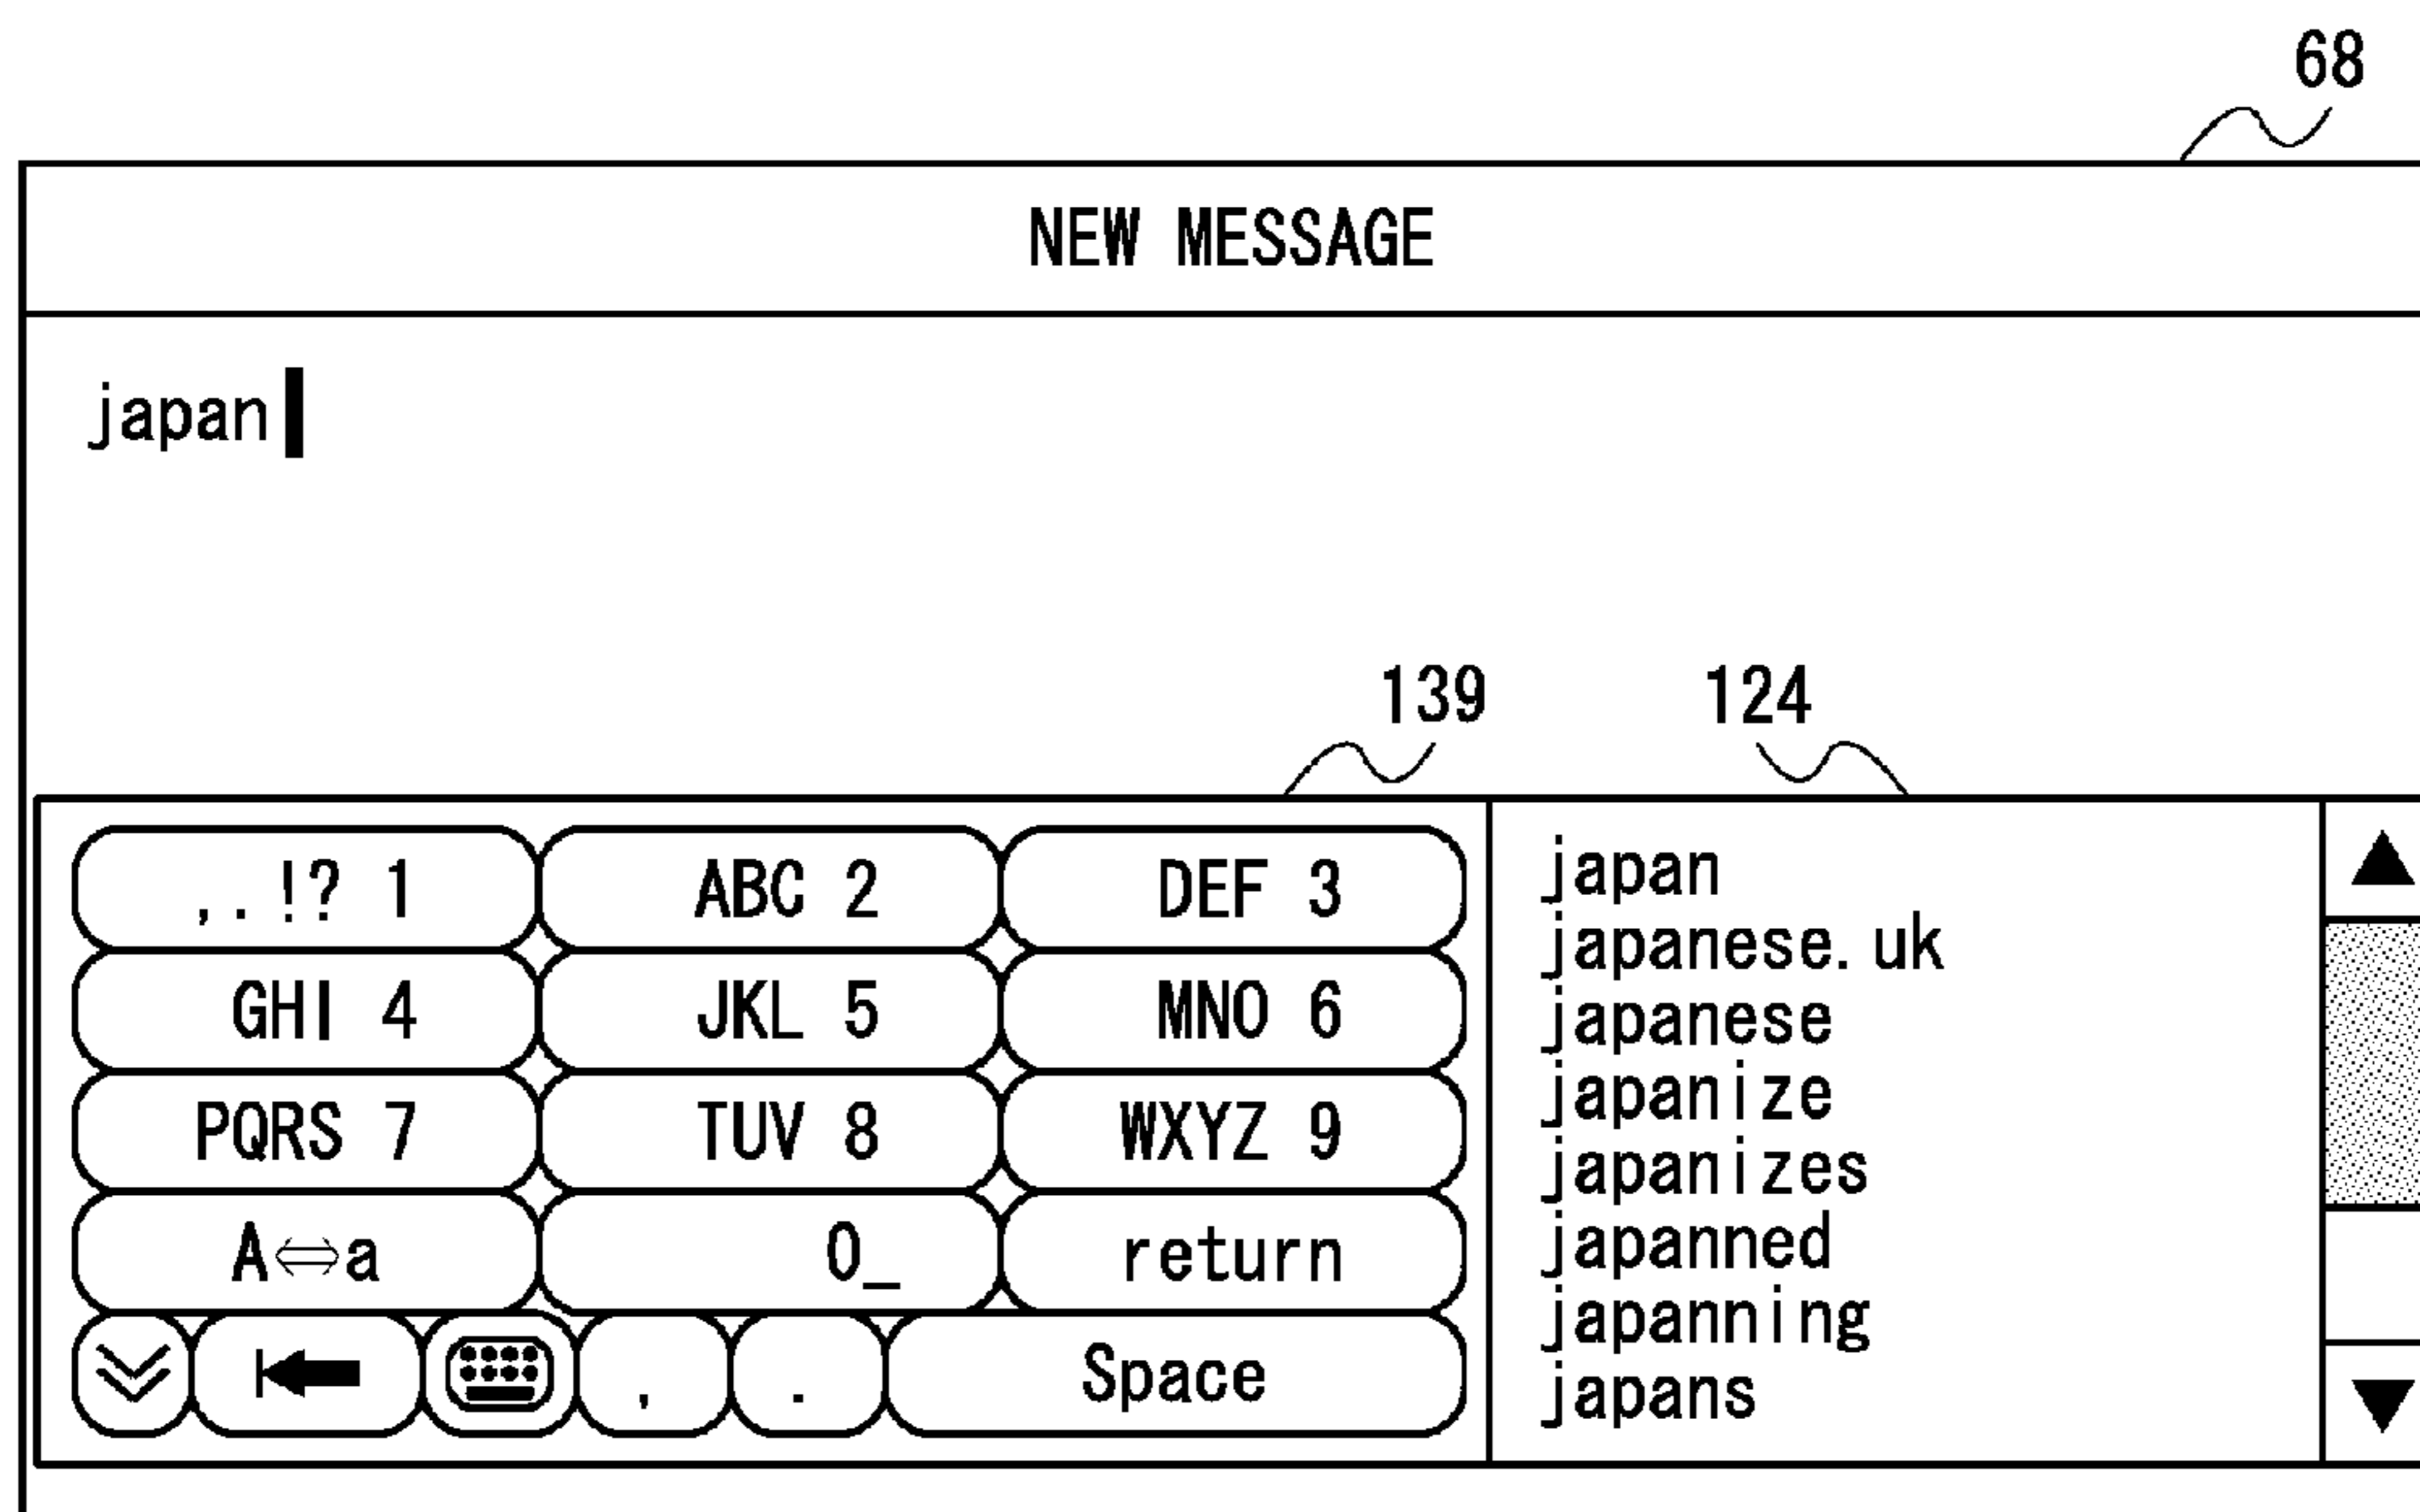 68
NEW MESSAGE
japan
139 124
,.!? 1 ABC 2 DEF 3
GHI 4 JKL 5 MNO 6
PQRS 7 TUV 8 WXYZ 9
A⇔a 0_ return
, . Space
japan
japanese.uk
japanese
japanize
japanizes
japanned
japanning
japans